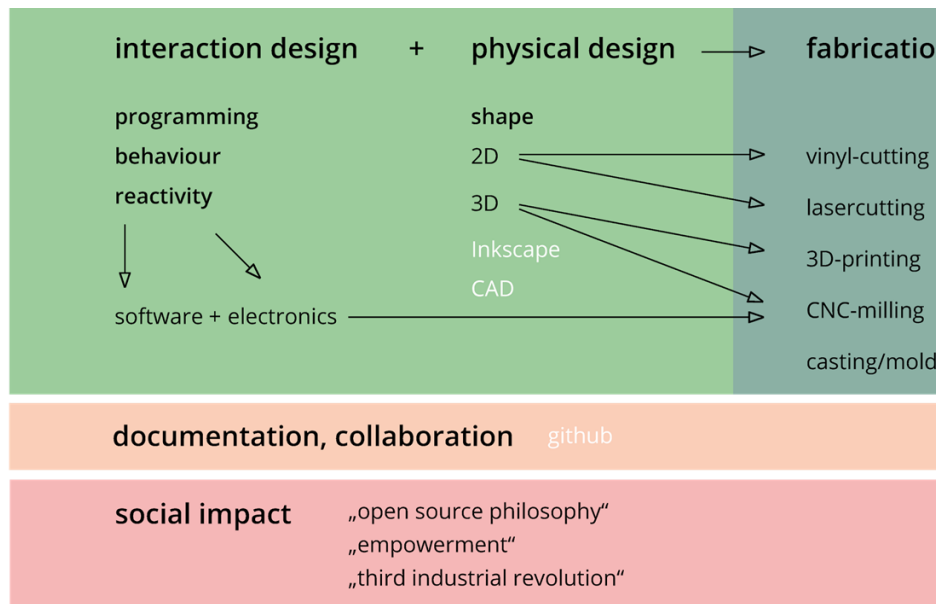 interaction design + physical design fabricatio
programming
behaviour
reactivity
shape
2D
3D
Inkscape
CAD
software + electronics
vinyl-cutting
lasercutting
3D-printing
CNC-milling
casting/mold
documentation, collaboration github
social impact
„open source philosophy“
„empowerment“
„third industrial revolution“